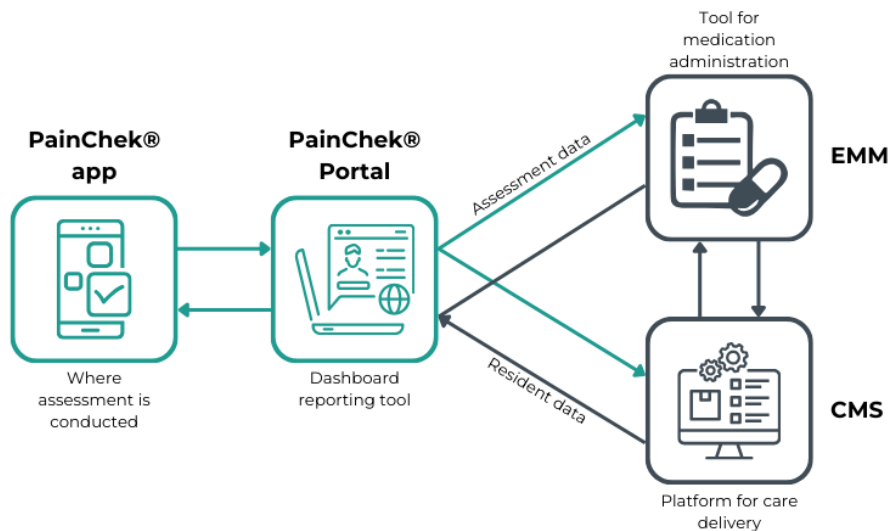 PainChek®
app
Where
assessment is
conducted
PainChek®
Portal
Dashboard
reporting tool
Assessment data
Resident data
Tool for
medication
administration
EMM
CMS
Platform for care
delivery